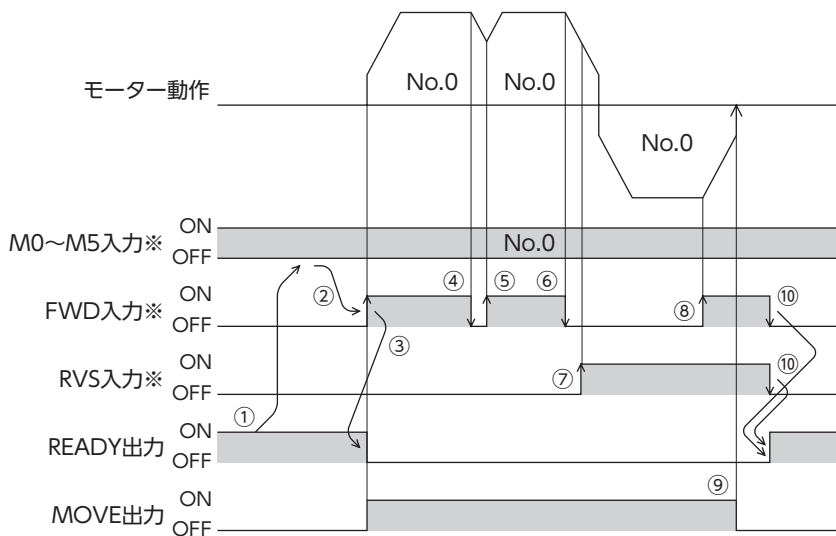 No.0 No.0
モーター動作
No.0
M0～M5入力※ ON OFF No.0
FWD入力※ ON OFF ② ④ ⑤ ⑥ ⑧ ⑩
③
RVS入力※ ON OFF ⑦ ⑩
①
READY出力 ON OFF
MOVE出力 ON OFF ⑨